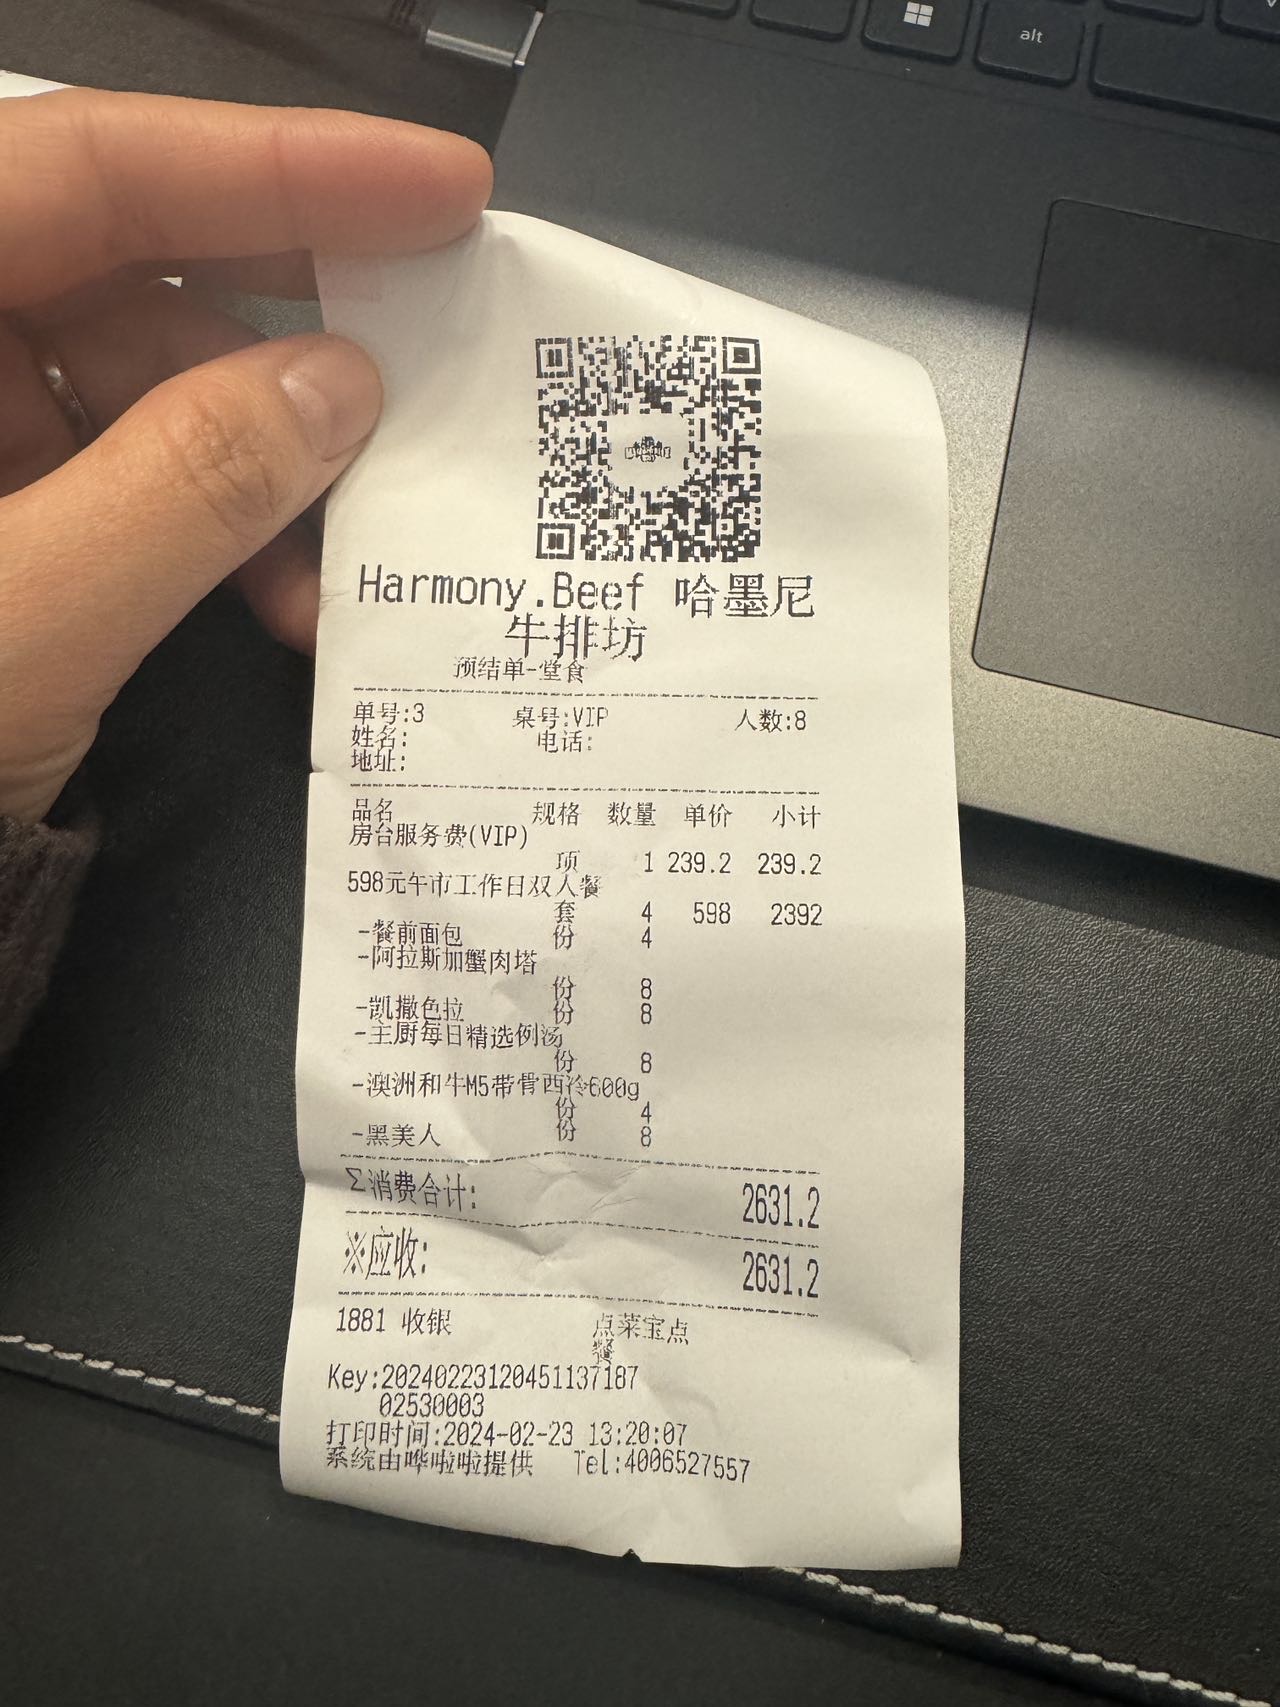 alt
Harmony.Beef 哈墨尼
牛排坊
预结单-堂食
单号:3 桌号:VIP 人数:8
姓名: 电话:
地址:
品名 规格 数量 单价 小计
房台服务费(VIP)
项 1 239.2 239.2
598元午市工作日双人餐
套 4 598 2392
-餐前面包 份 4
-阿拉斯加蟹肉塔
份 8
-凯撒色拉 份 8
-主厨每日精选例汤
份 8
-澳洲和牛M5带骨西冷600g
份 4
-黑美人 份 8
Σ消费合计: 2631.2
※应收: 2631.2
1881 收银 点菜宝点
餐
Key:20240223120451137187
02530003
打印时间:2024-02-23 13:20:07
系统由哗啦啦提供 Tel:4006527557